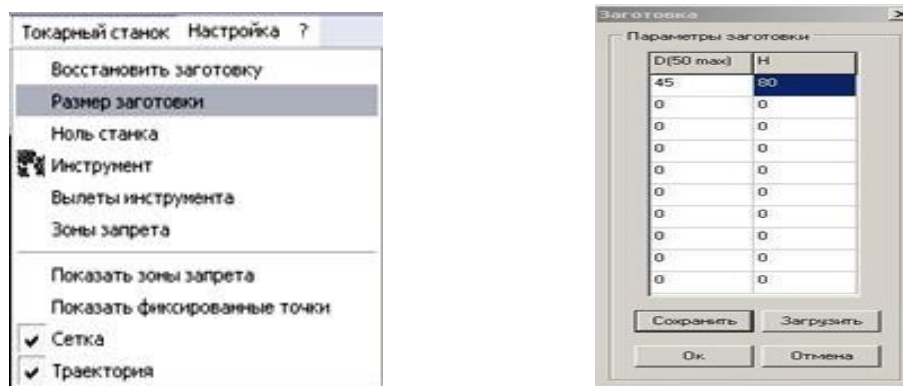 Токарный станок Настройка ?
Восстановить заготовку
Размер заготовки
Ноль станка
Инструмент
Вылеты инструмента
Зоны запрета
Показать зоны запрета
Показать фиксированные точки
Сетка
Траектория
Заготовка
Параметры заготовки
D(50 max) H
45 80
0 0
0 0
0 0
0 0
0 0
0 0
0 0
0 0
0 0
Сохранить Загрузить
Ок Отмена